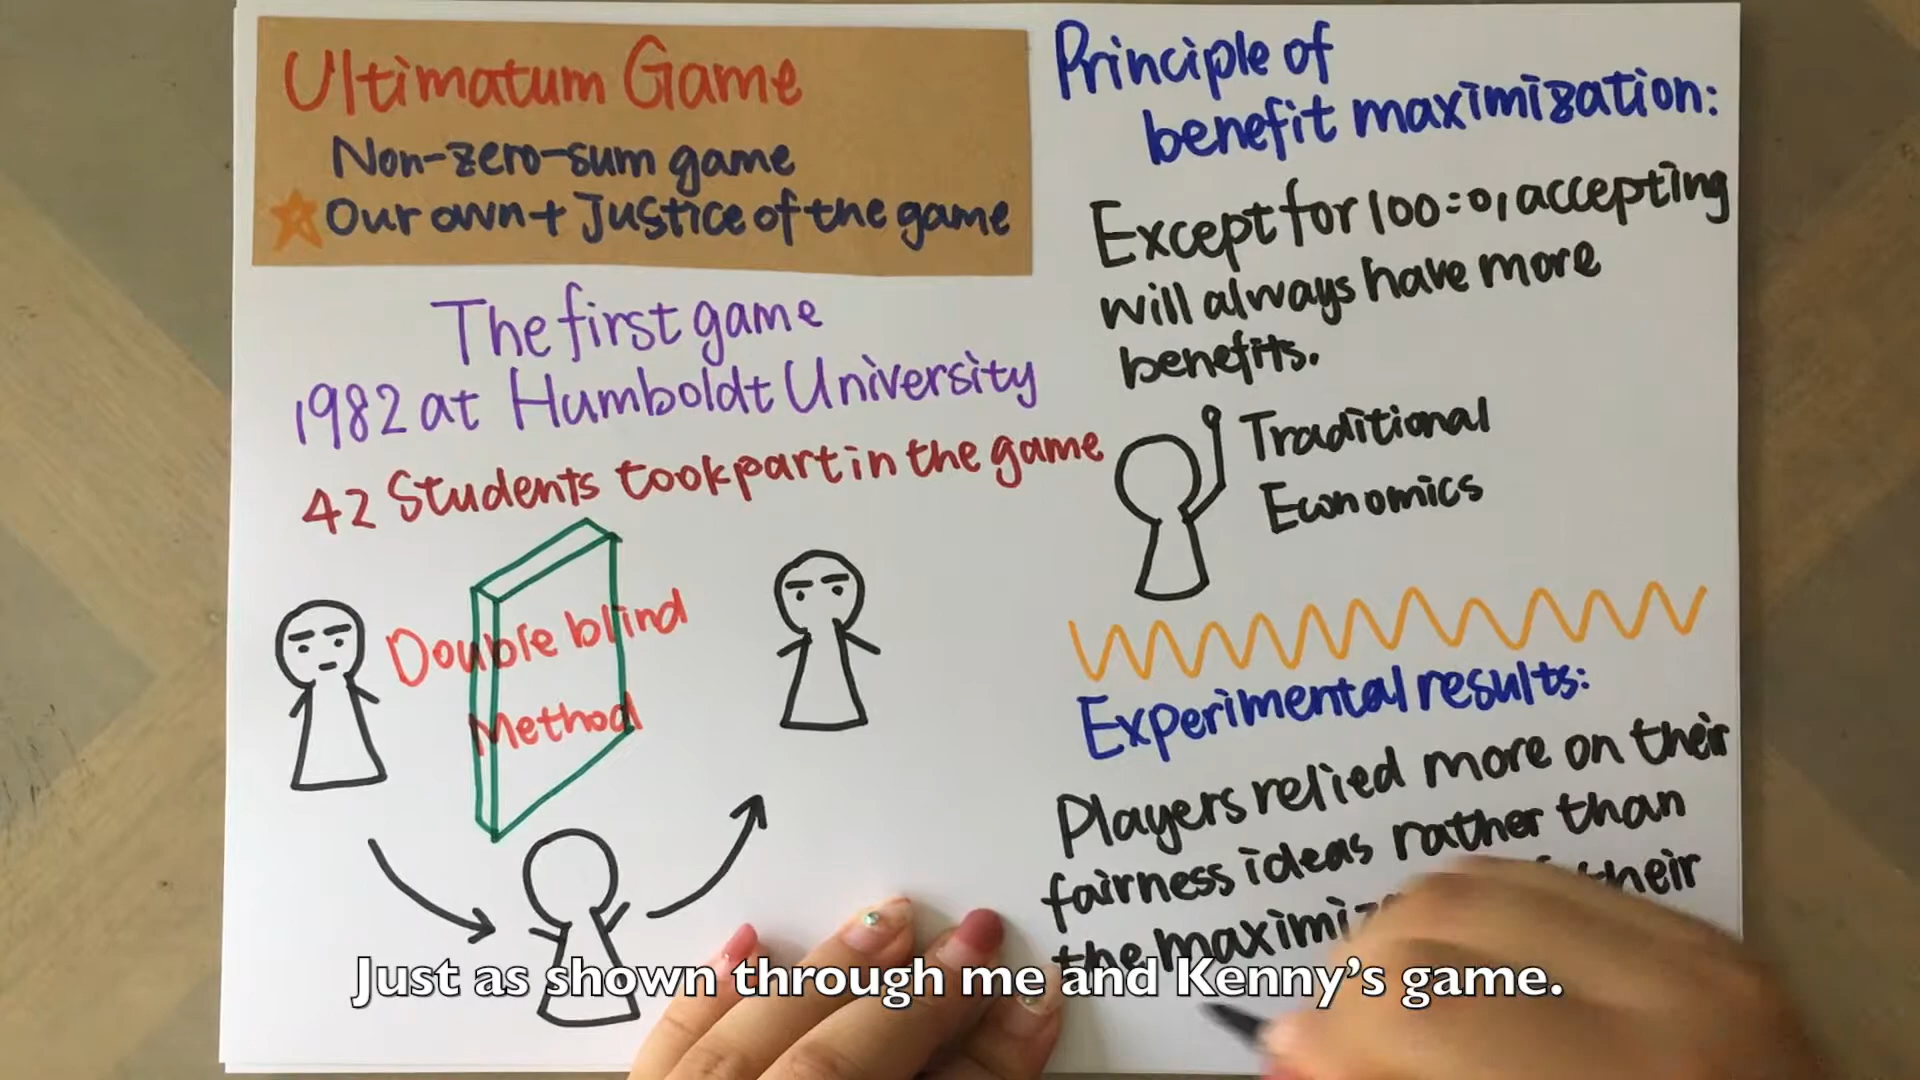 Ultimatum Game
Non-zero-sum game
Our own + Justice of the game
The first game
1982 at Humboldt University
42 Students took part in the game
Double blind
Method
Principle of
benefit maximization:
Except for 100:0, accepting
will always have more
benefits.
Traditional
Economics
Experimental results:
Players relied more on their
fairness ideas rather than
the their
Just as shown through me and Kenny's game.